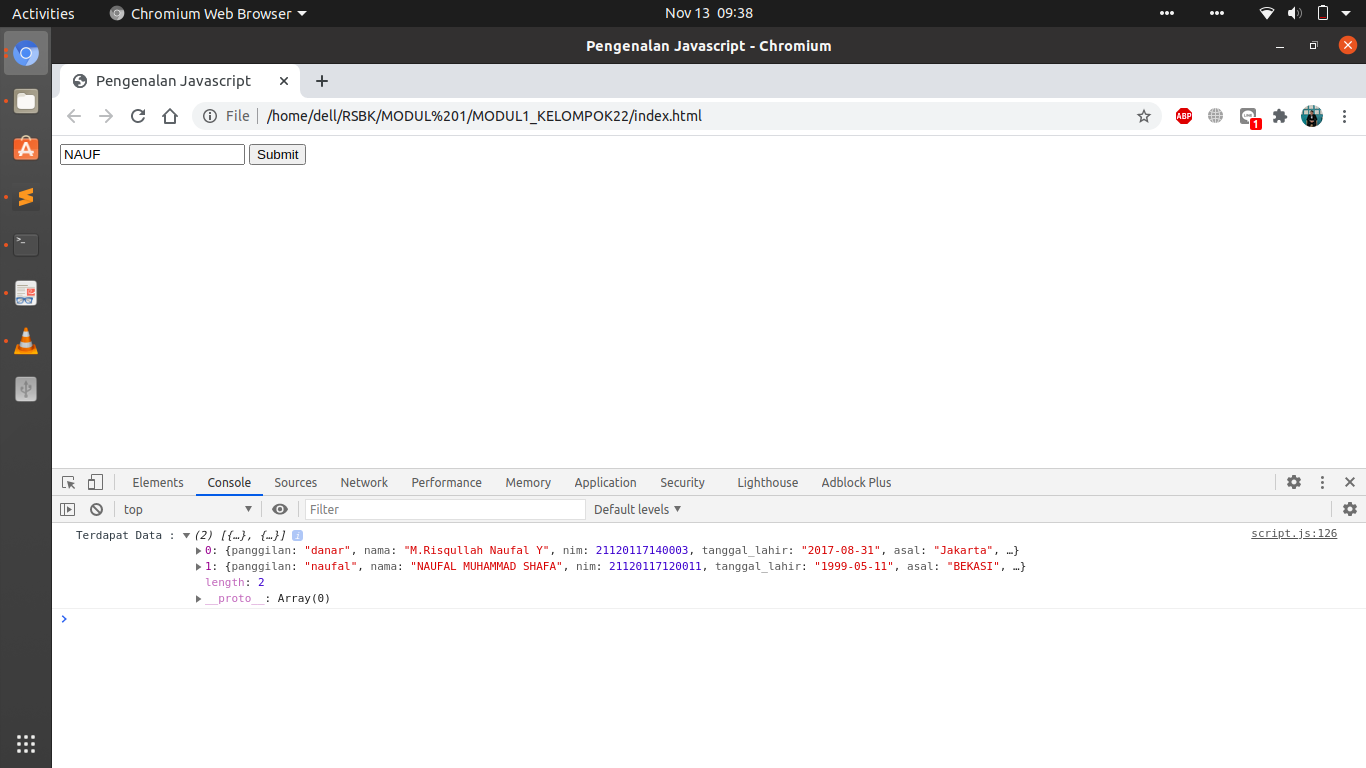 Activities Chromium Web Browser Nov 13 09:38
Pengenalan Javascript - Chromium
Pengenalan Javascript
File /home/dell/RSBK/MODUL%201/MODUL1_KELOMPOK22/index.html ABP 1
NAUF Submit
Elements Console Sources Network Performance Memory Application Security Lighthouse Adblock Plus
top Filter Default levels
Terdapat Data : (2) [{…}, {…}] i script.js:126
0: {panggilan: "danar", nama: "M.Risqullah Naufal Y", nim: 21120117140003, tanggal_lahir: "2017-08-31", asal: "Jakarta", …}
1: {panggilan: "naufal", nama: "NAUFAL MUHAMMAD SHAFA", nim: 21120117120011, tanggal_lahir: "1999-05-11", asal: "BEKASI", …}
length: 2
__proto__: Array(0)